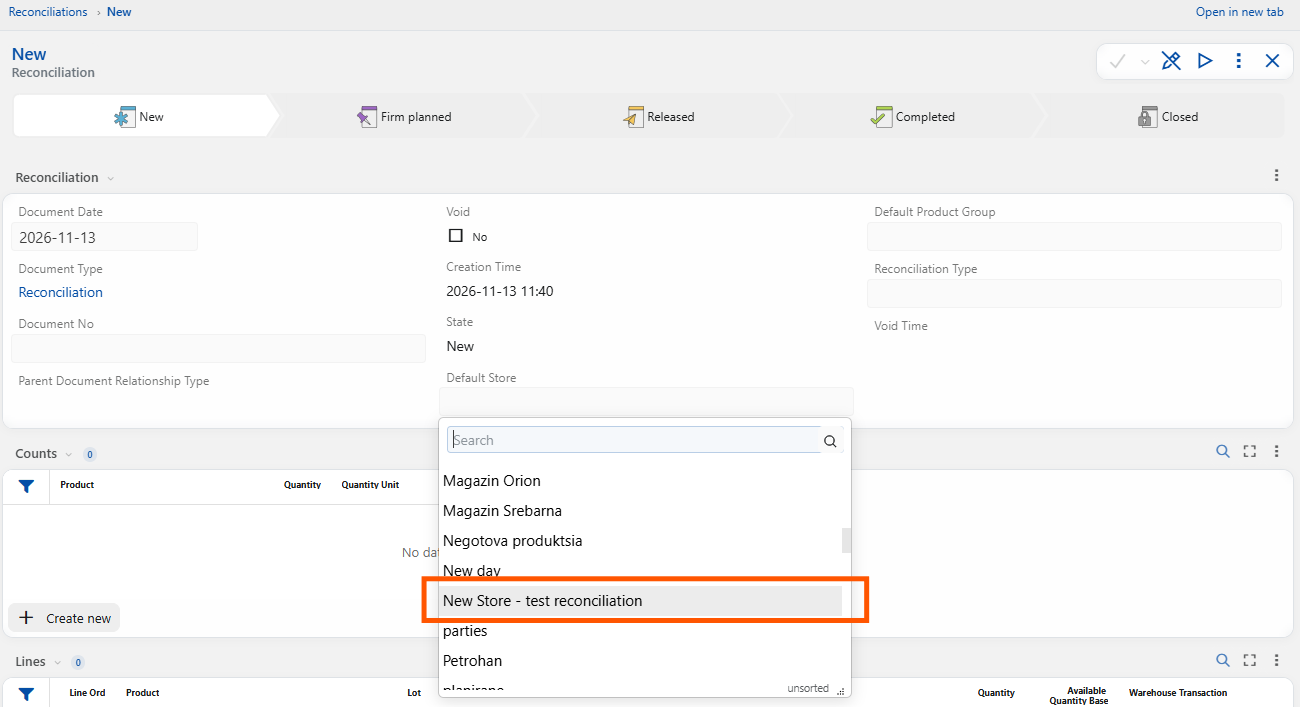 Reconciliations › New
Open in new tab
New
Reconciliation
New
Firm planned
Released
Completed
Closed
Reconciliation
Document Date
2026-11-13
Document Type
Reconciliation
Document No
Parent Document Relationship Type
Void
No
Creation Time
2026-11-13 11:40
State
New
Default Store
Default Product Group
Reconciliation Type
Void Time
Search
Magazin Orion
Magazin Srebarna
Negotova produktsia
New day
New Store - test reconciliation
parties
Petrohan
planirane
unsorted
Counts 0
Product Quantity Quantity Unit
No dat
Create new
Lines 0
Line Ord Product Lot Quantity Available Quantity Base Warehouse Transaction